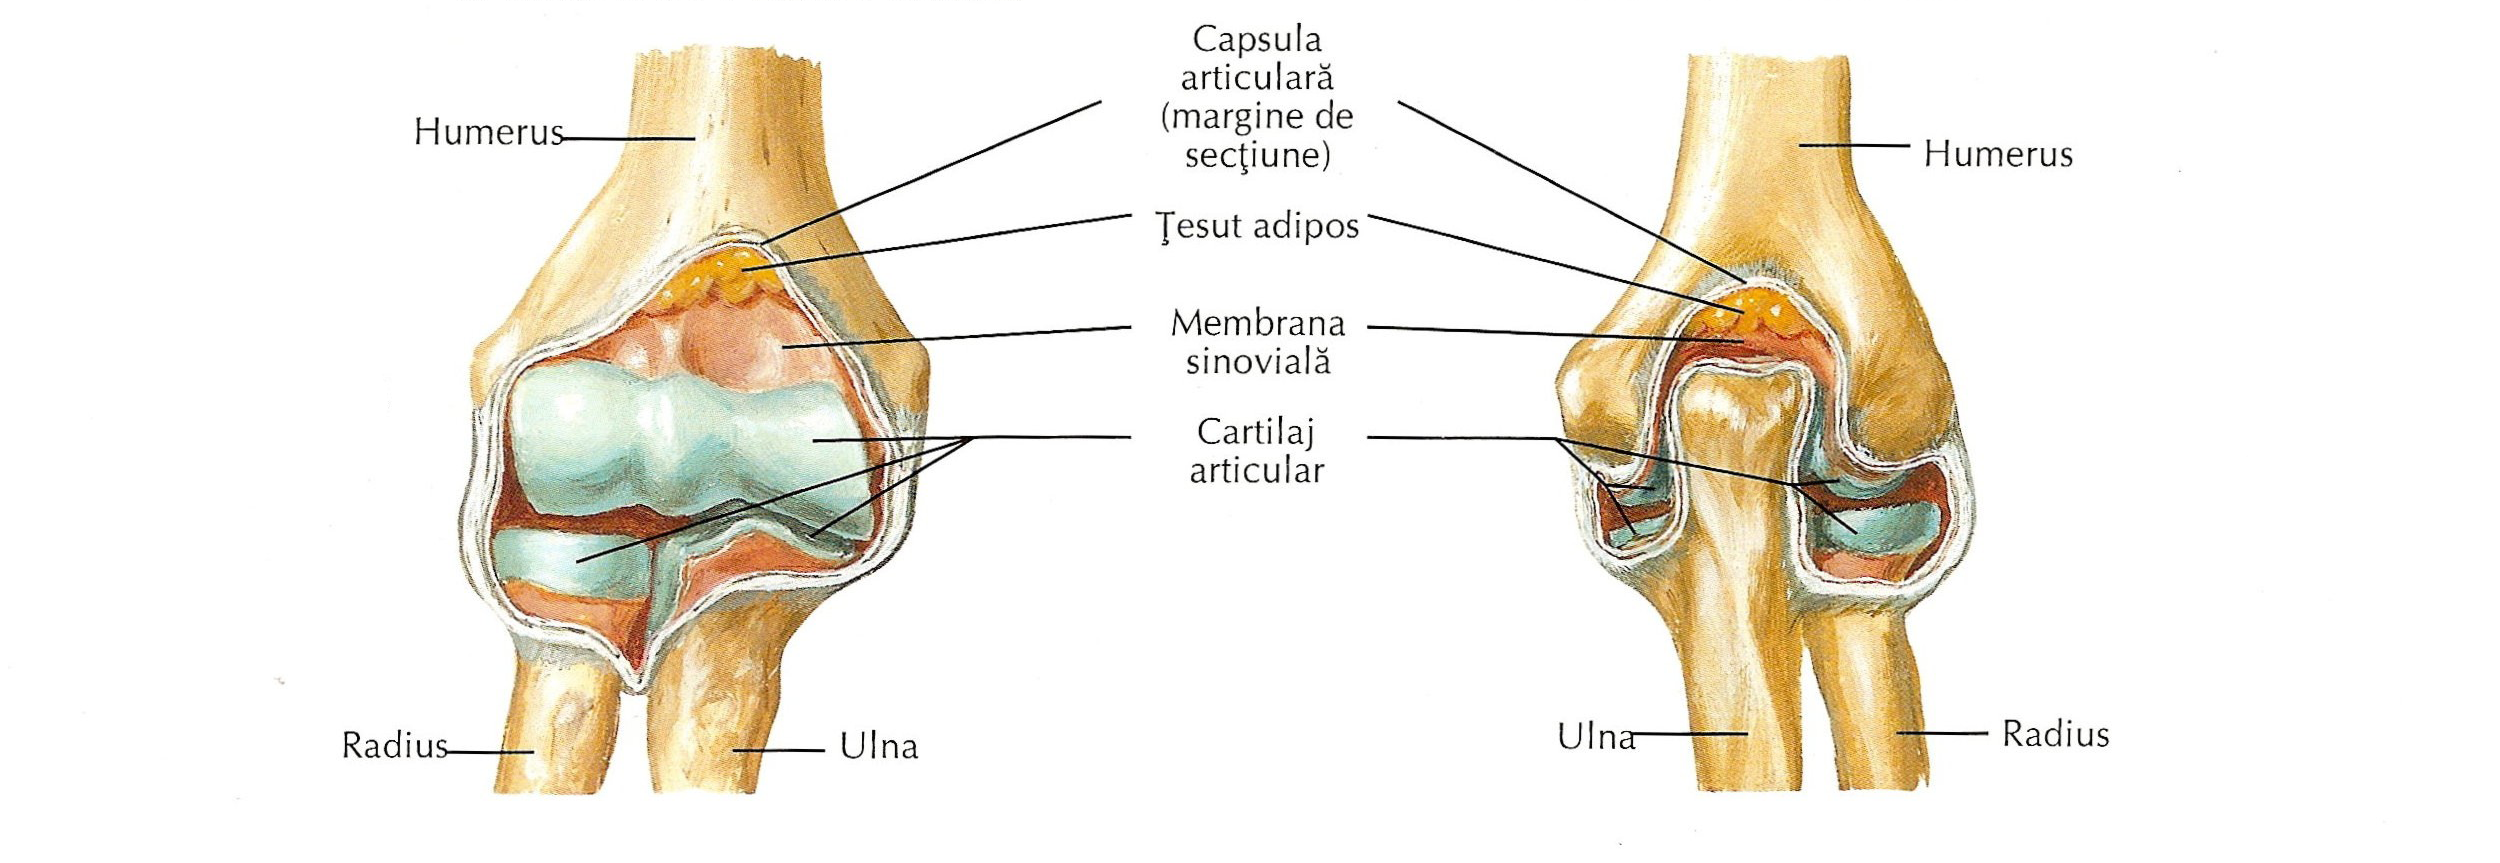 Capsula
articulară
(margine de
secţiune)
Humerus
Humerus
Ţesut adipos
Membrana
sinovială
Cartilaj
articular
Radius
Ulna
Ulna
Radius